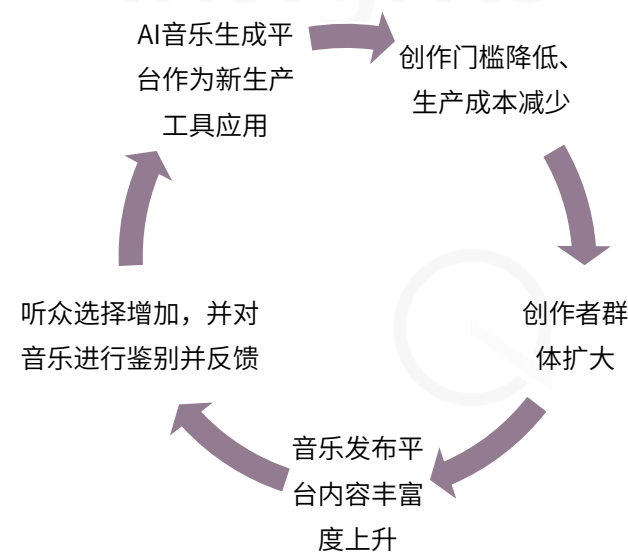 AI音乐生成平
台作为新生产
工具应用
创作门槛降低、
生产成本减少
创作者群
体扩大
音乐发布平
台内容丰富
度上升
听众选择增加，并对
音乐进行鉴别并反馈